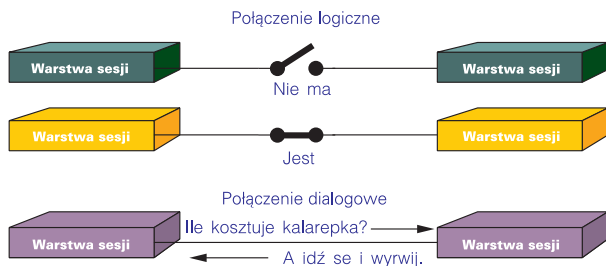 Połączenie logiczne
Warstwa sesji Warstwa sesji
Nie ma
Warstwa sesji Warstwa sesji
Jest
Połączenie dialogowe
Ile kosztuje kalarepka?
Warstwa sesji Warstwa sesji
A idź se i wyrwij.